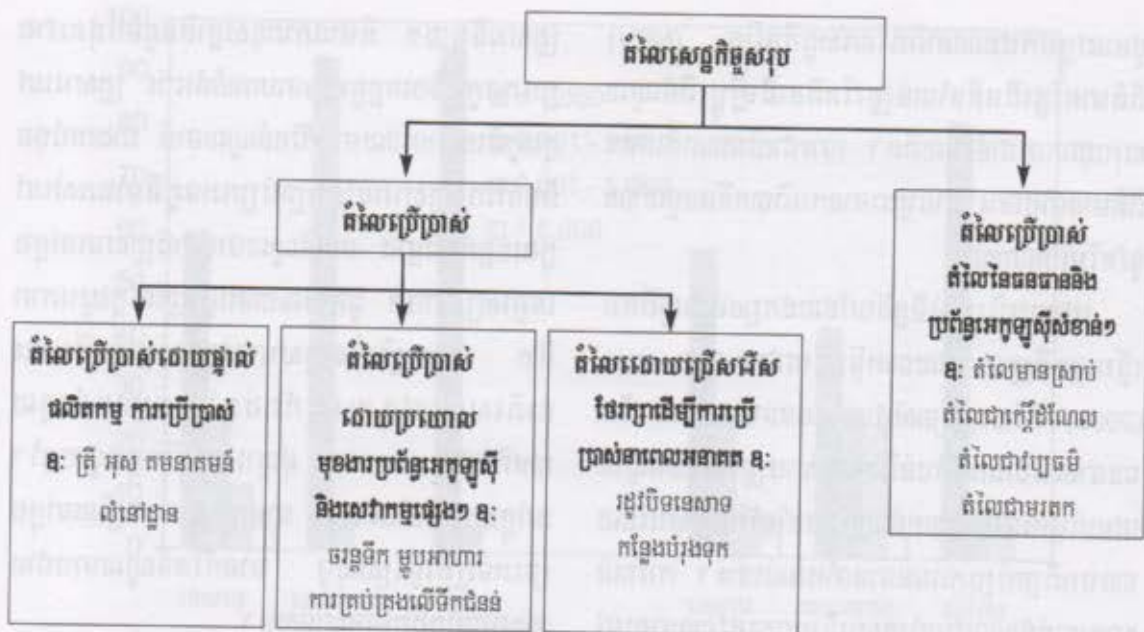 តំលៃសេដ្ឋកិច្ចសរុប
តំលៃប្រើប្រាស់
តំលៃប្រើប្រាស់
តំលៃនៃធនធាននិង
ប្រព័ន្ធអេកូឡូស៊ីសំខាន់ៗ
ឧ: តំលៃមានស្រាប់
តំលៃជាកេរ្តិ៍ដំណែល
តំលៃជាវប្បធម៌
តំលៃជាមរតក
តំលៃប្រើប្រាស់ដោយផ្ទាល់
ផលិតកម្ម ការប្រើប្រាស់
ឧ: ត្រី អុស គមនាគមន៍
លំនៅដ្ឋាន
តំលៃប្រើប្រាស់
ដោយប្រយោល
មុខងារប្រព័ន្ធអេកូឡូស៊ី
និងសេវាកម្មផ្សេងៗ ឧ:
ចរន្តទឹក ម្ហូបអាហារ
ការគ្រប់គ្រងលើទឹកជំនន់
តំលៃដោយជ្រើសរើស
ថែរក្សាដើម្បីការប្រើ
ប្រាស់នាពេលអនាគត ឧ:
រដូវបិទនេសាទ
កន្លែងបំរុងទុក